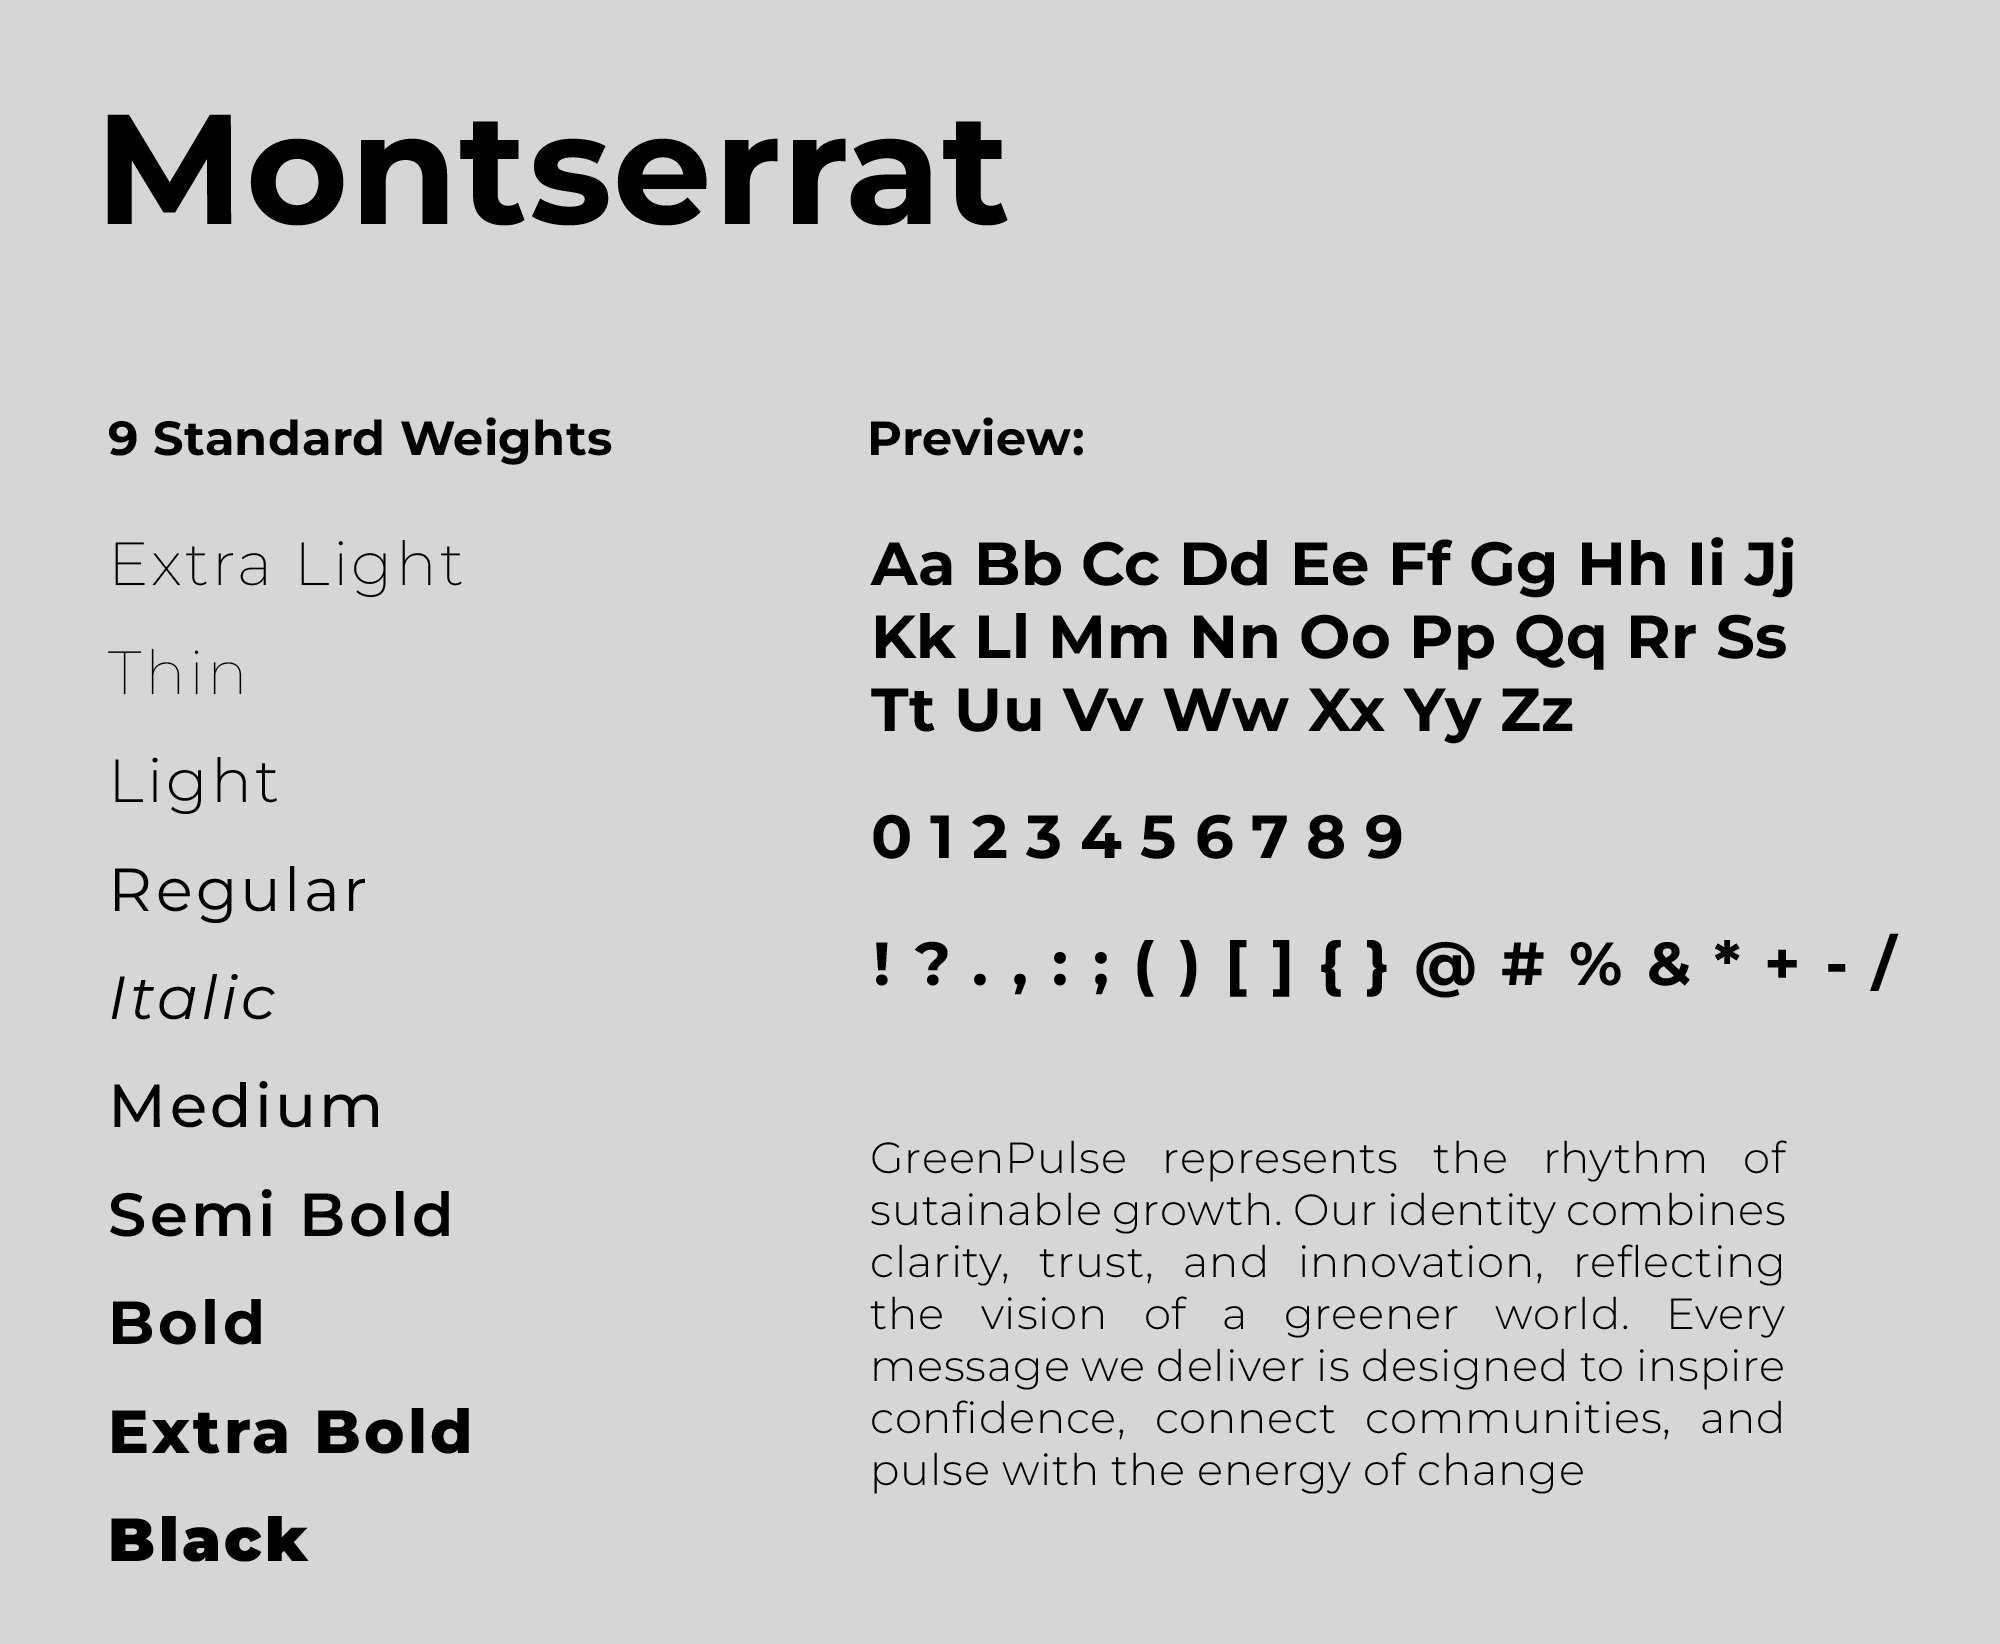 Montserrat
9 Standard Weights
Extra Light
Thin
Light
Regular
Italic
Medium
Semi Bold
Bold
Extra Bold
Black
Preview:
Aa Bb Cc Dd Ee Ff Gg Hh Ii Jj
Kk Ll Mm Nn Oo Pp Qq Rr Ss
Tt Uu Vv Ww Xx Yy Zz
0 1 2 3 4 5 6 7 8 9
! ? . , : ; ( ) [ ] { } @ # % & * + - /
GreenPulse represents the rhythm of
sutainable growth. Our identity combines
clarity, trust, and innovation, reflecting
the vision of a greener world. Every
message we deliver is designed to inspire
confidence, connect communities, and
pulse with the energy of change